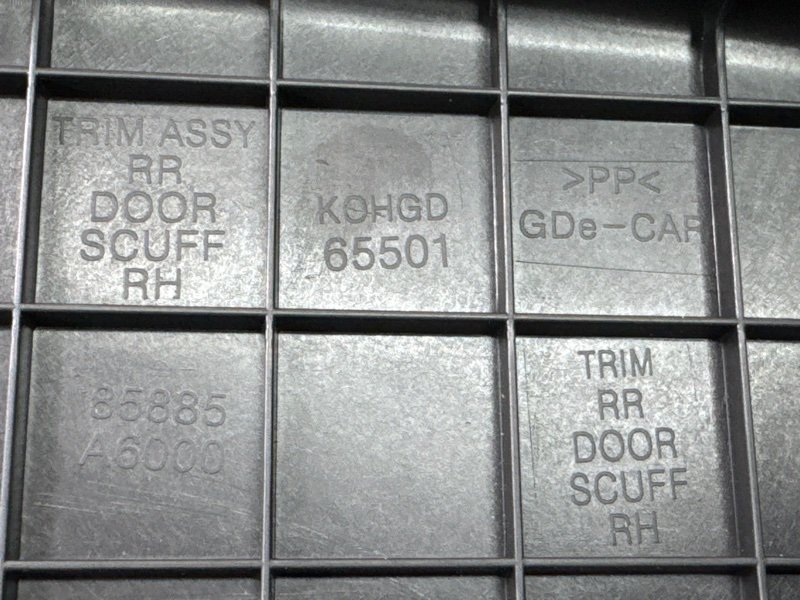 TRIM ASSY
RR
DOOR
SCUFF
RH
KOHGD
65501
>PP<
GDe-CAR
85885
A6000
TRIM
RR
DOOR
SCUFF
RH